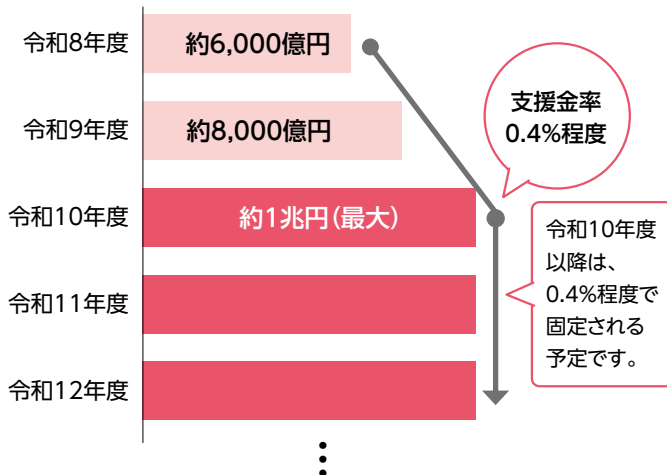 令和8年度
約6,000億円
令和9年度
約8,000億円
支援金率
0.4%程度
令和10年度
約1兆円(最大)
令和10年度
以降は、
0.4%程度で
固定される
予定です。
令和11年度
令和12年度